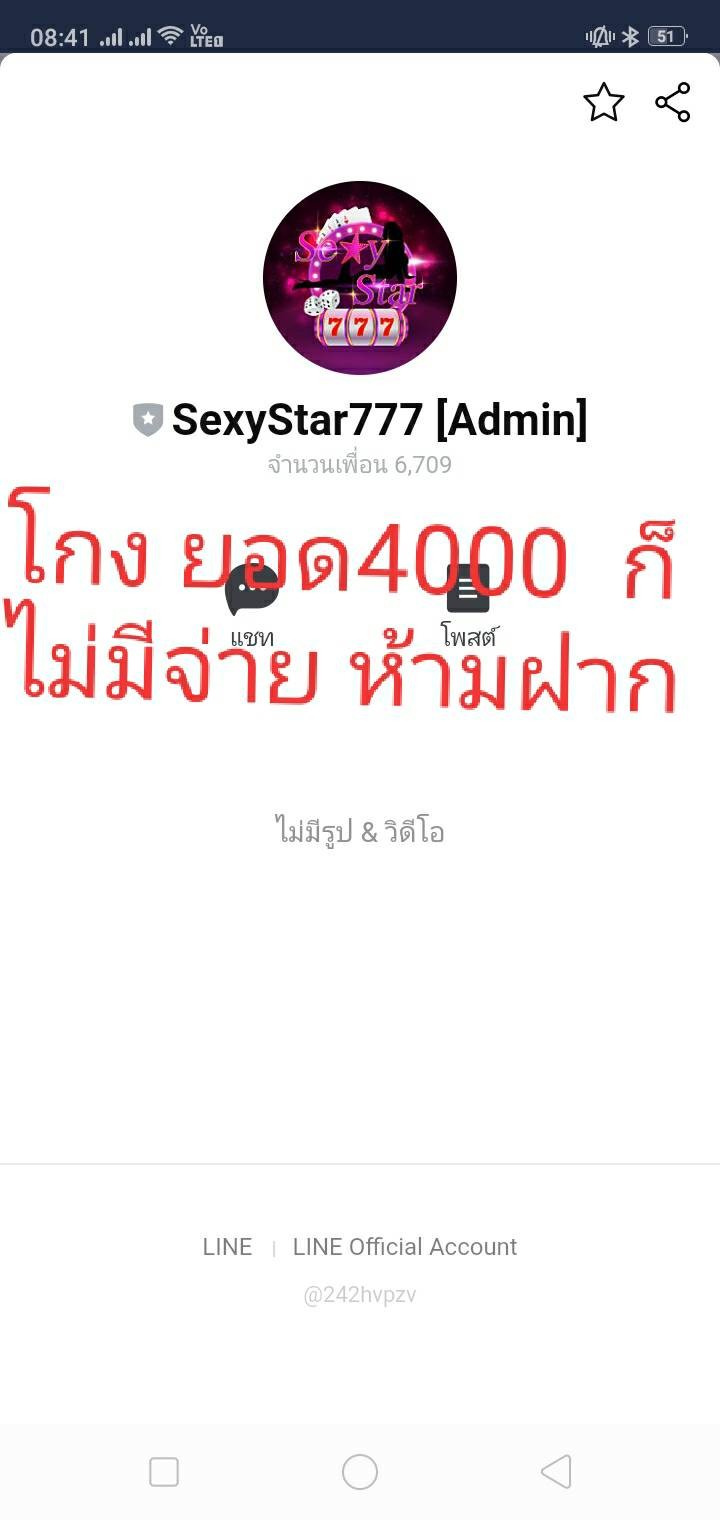 08:41
Vo
LTE1
51
Sexy
Star
777
SexyStar777 [Admin]
จำนวนเพื่อน 6,709
โกง ยอด4000 ก็
ไม่มีจ่าย ห้ามฝาก
แชท
โพสต์
ไม่มีรูป & วิดีโอ
LINE | LINE Official Account
@242hvpzv